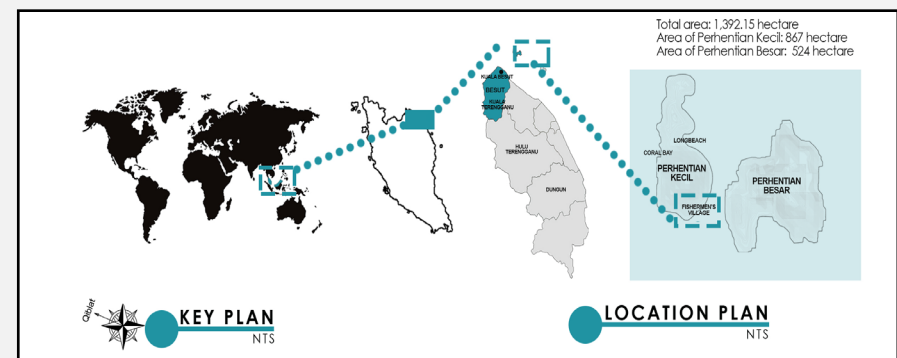 Total area: 1,392.15 hectare
Area of Perhentian Kecil: 867 hectare
Area of Perhentian Besar: 524 hectare
KUALA BESUT
BESUT
KUALA
TERENGGANU
HULU
TERENGGANU
DUNGUN
LONGBEACH
CORAL BAY
PERHENTIAN
KECIL
FISHERMEN'S
VILLAGE
PERHENTIAN
BESAR
Qiblat
KEY PLAN
NTS
LOCATION PLAN
NTS